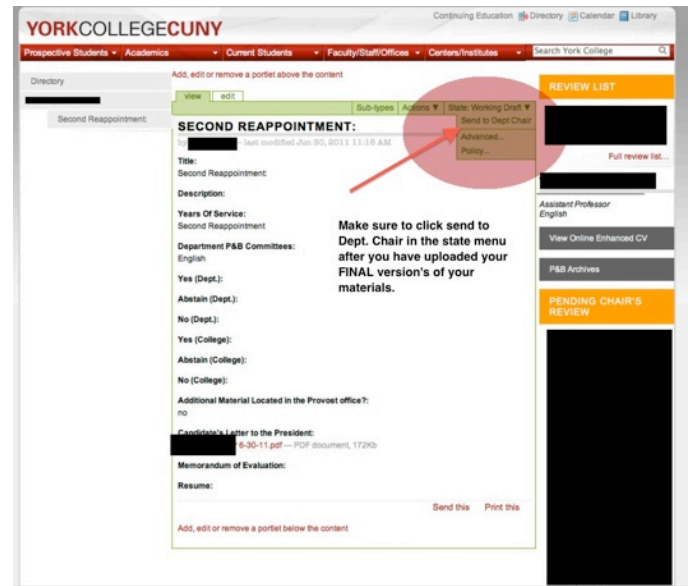 Continuing Education Directory Calendar Library
YORKCOLLEGECUNY
Prospective Students Academics Current Students Faculty/Staff/Offices Centers/Institutes Search York College
Add, edit or remove a portlet above the content
Directory
Second Reappointment:
view edit
Sub-types Actions ▼ State: Working Draft ▼
Send to Dept Chair
Advanced...
Policy...
SECOND REAPPOINTMENT:
by — last modified Jun 30, 2011 11:16 AM
Title:
Second Reappointment:
Description:
Years Of Service:
Second Reappointment
Department P&B Committees:
English
Yes (Dept.):
Abstain (Dept.):
No (Dept.):
Yes (College):
Abstain (College):
No (College):
Additional Material Located in the Provost office?:
no
Candidate's Letter to the President:
6-30-11.pdf — PDF document, 172Kb
Memorandum of Evaluation:
Resume:
Send this Print this
Add, edit or remove a portlet below the content
Make sure to click send to
Dept. Chair in the state menu
after you have uploaded your
FINAL version's of your
materials.
REVIEW LIST
Full review list...
Assistant Professor
English
View Online Enhanced CV
P&B Archives
PENDING CHAIR'S
REVIEW